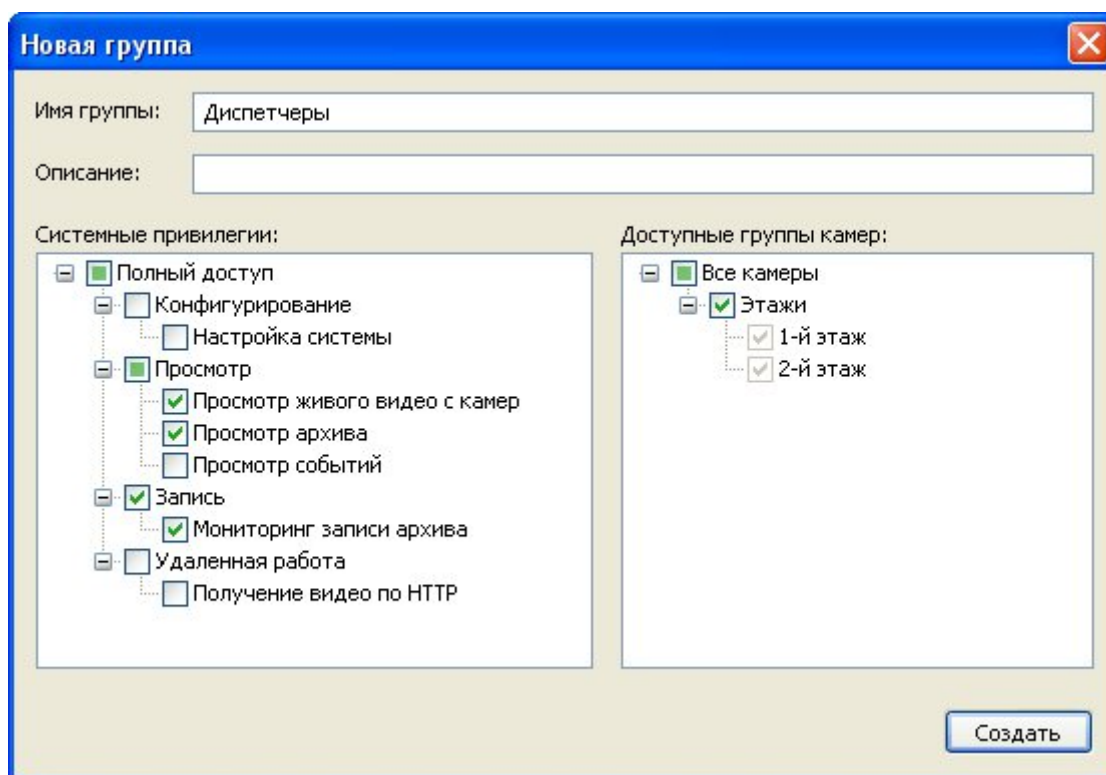 Новая группа
Имя группы: Диспетчеры
Описание:
Системные привилегии:
Полный доступ
Конфигурирование
Настройка системы
Просмотр
Просмотр живого видео с камер
Просмотр архива
Просмотр событий
Запись
Мониторинг записи архива
Удаленная работа
Получение видео по HTTP
Доступные группы камер:
Все камеры
Этажи
1-й этаж
2-й этаж
Создать